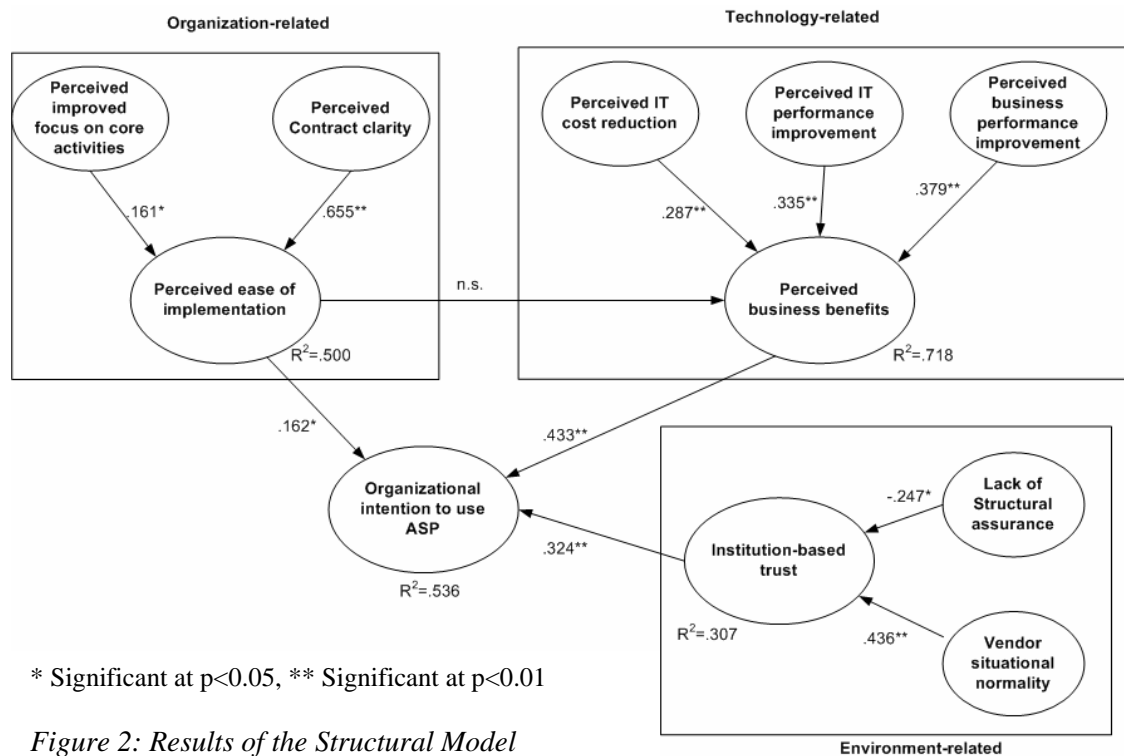 Organization-related
Technology-related
Perceived
improved
focus on core
activities
Perceived
Contract clarity
Perceived IT
cost reduction
Perceived IT
performance
improvement
Perceived
business
performance
improvement
.161*
.655**
.287**
.335**
.379**
Perceived ease of
implementation
n.s.
Perceived
business benefits
R²=.500
R²=.718
.162*
.433**
Organizational
intention to use
ASP
R²=.536
.324**
Institution-based
trust
R²=.307
-.247*
Lack of
Structural
assurance
.436**
Vendor
situational
normality
* Significant at p<0.05, ** Significant at p<0.01
Figure 2: Results of the Structural Model
Environment-related